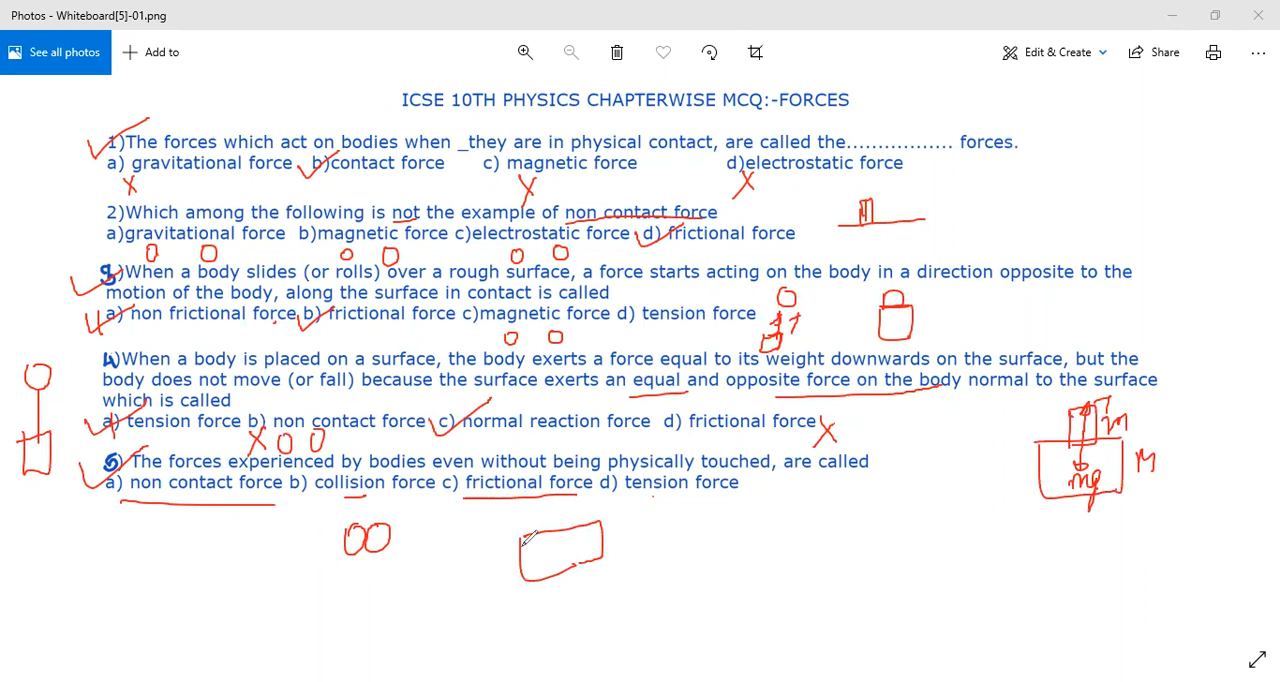 Photos - Whiteboard[5]-01.png
See all photos
Add to
Edit & Create
Share
ICSE 10TH PHYSICS CHAPTERWISE MCQ:-FORCES
1)The forces which act on bodies when _they are in physical contact, are called the................. forces.
a) gravitational force b)contact force c) magnetic force d)electrostatic force
2)Which among the following is not the example of non contact force
a)gravitational force b)magnetic force c)electrostatic force d) frictional force
3)When a body slides (or rolls) over a rough surface, a force starts acting on the body in a direction opposite to the
motion of the body, along the surface in contact is called
a) non frictional force b) frictional force c)magnetic force d) tension force
4)When a body is placed on a surface, the body exerts a force equal to its weight downwards on the surface, but the
body does not move (or fall) because the surface exerts an equal and opposite force on the body normal to the surface
which is called
a) tension force b) non contact force c) normal reaction force d) frictional force
m
M
mg
5) The forces experienced by bodies even without being physically touched, are called
a) non contact force b) collision force c) frictional force d) tension force